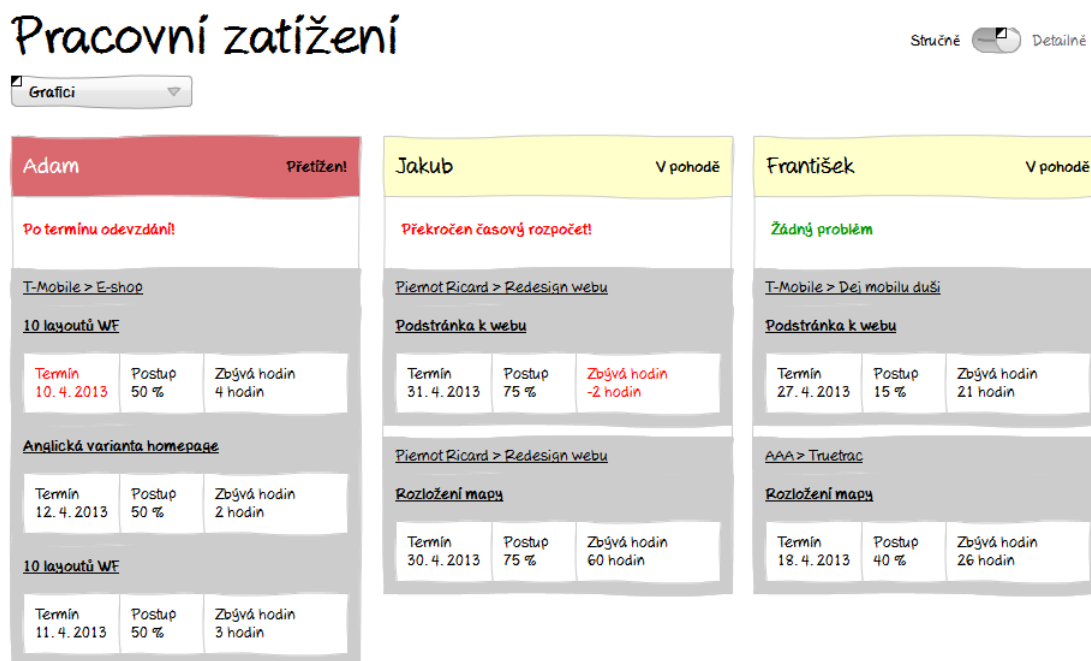 Pracovní zatížení
Stručně Detailně
Grafici
Adam Přetížen!
Po termínu odevzdání!
T-Mobile > E-shop
10 layoutů WF
Termín Postup Zbývá hodin
10. 4. 2013 50 % 4 hodin
Anglická varianta homepage
Termín Postup Zbývá hodin
12. 4. 2013 50 % 2 hodin
10 layoutů WF
Termín Postup Zbývá hodin
11. 4. 2013 50 % 3 hodin
Jakub V pohodě
Překročen časový rozpočet!
Piernot Ricard > Redesign webu
Podstránka k webu
Termín Postup Zbývá hodin
31. 4. 2013 75 % -2 hodin
Piernot Ricard > Redesign webu
Rozložení mapy
Termín Postup Zbývá hodin
30. 4. 2013 75 % 60 hodin
František V pohodě
Žádný problém
T-Mobile > Dej mobilu duši
Podstránka k webu
Termín Postup Zbývá hodin
27. 4. 2013 15 % 21 hodin
AAA > Truetrac
Rozložení mapy
Termín Postup Zbývá hodin
18. 4. 2013 40 % 26 hodin